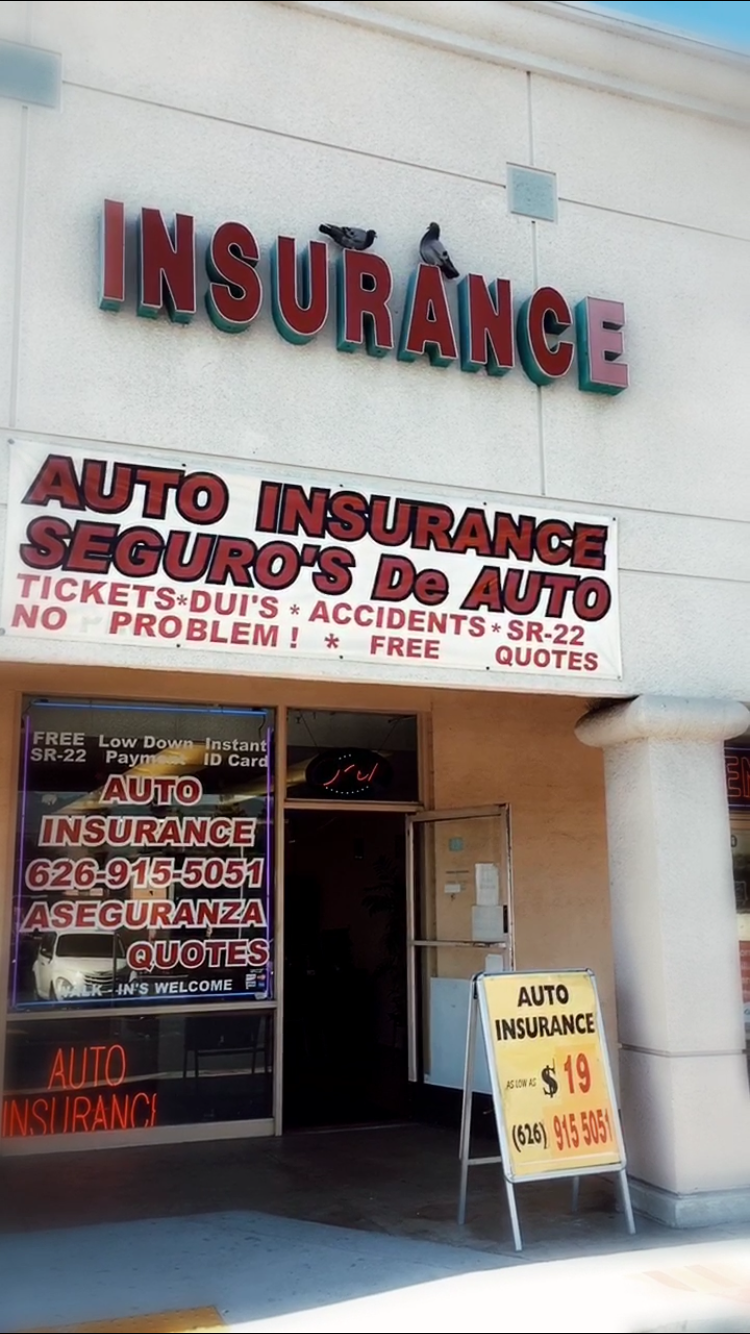 INSURANCE
AUTO INSURANCE
SEGURO'S De AUTO
TICKETS*DUI'S * ACCIDENTS * SR-22
NO PROBLEM ! * FREE QUOTES
FREE Low Down Instant
SR-22 Payment ID Card
AUTO
INSURANCE
626-915-5051
ASEGURANZA
QUOTES
WALK - IN'S WELCOME
AUTO
INSURANCE
AUTO
INSURANCE
AS LOW AS $ 19
(626) 915 5051